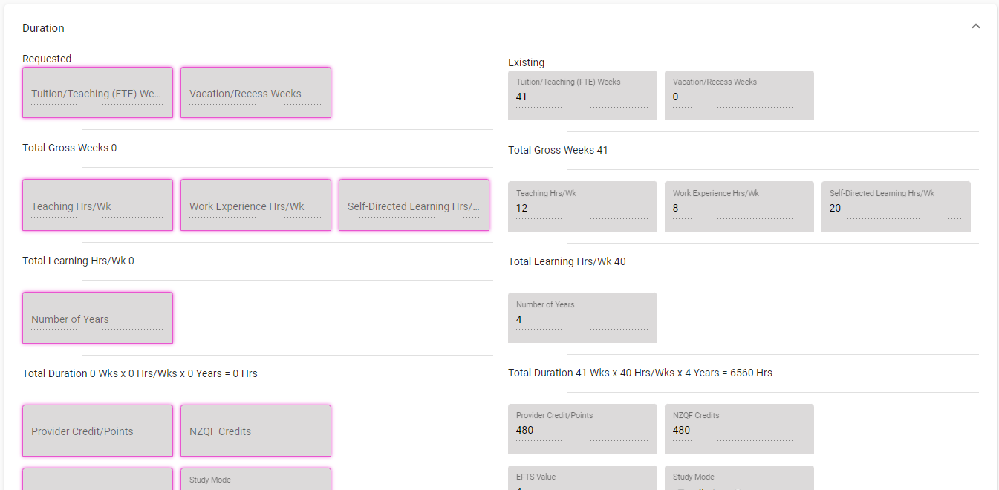 Duration
Requested
Existing
Tuition/Teaching (FTE) We...
Vacation/Recess Weeks
Tuition/Teaching (FTE) Weeks
Vacation/Recess Weeks
41
0
Total Gross Weeks 0
Total Gross Weeks 41
Teaching Hrs/Wk
Work Experience Hrs/Wk
Self-Directed Learning Hrs/...
Teaching Hrs/Wk
Work Experience Hrs/Wk
Self-Directed Learning Hrs/Wk
12
8
20
Total Learning Hrs/Wk 0
Total Learning Hrs/Wk 40
Number of Years
Number of Years
4
Total Duration 0 Wks x 0 Hrs/Wks x 0 Years = 0 Hrs
Total Duration 41 Wks x 40 Hrs/Wks x 4 Years = 6560 Hrs
Provider Credit/Points
NZQF Credits
Provider Credit/Points
NZQF Credits
480
480
Study Mode
EFTS Value
Study Mode